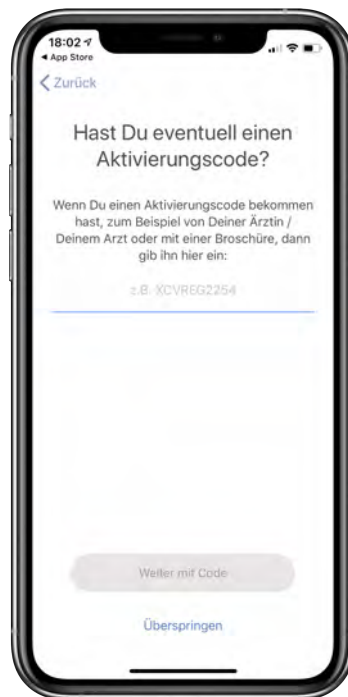 18:02
◀ App Store
Zurück
Hast Du eventuell einen
Aktivierungscode?
Wenn Du einen Aktivierungscode bekommen
hast, zum Beispiel von Deiner Ärztin /
Deinem Arzt oder mit einer Broschüre, dann
gib ihn hier ein:
z.B. XCVREG2254
Weiter mit Code
Überspringen